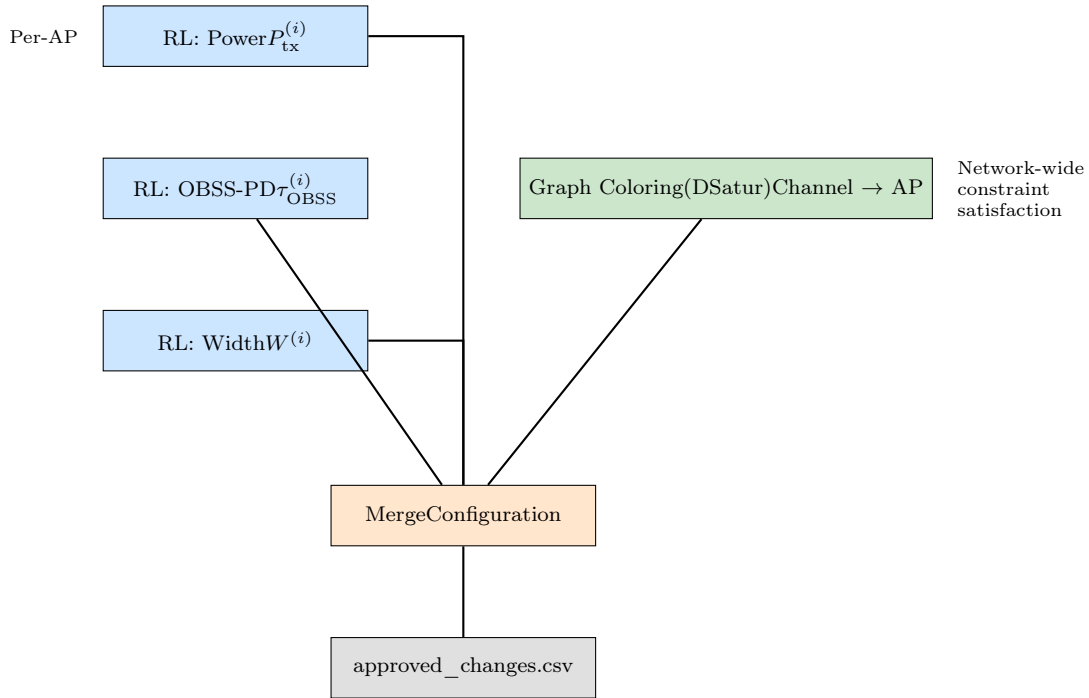 Per-AP
RL: Power$P_{\text{tx}}^{(i)}$
RL: OBSS-PD$\tau_{\text{OBSS}}^{(i)}$
Graph Coloring(DSatur)Channel → AP
Network-wide
constraint
satisfaction
RL: Width$W^{(i)}$
MergeConfiguration
approved_changes.csv